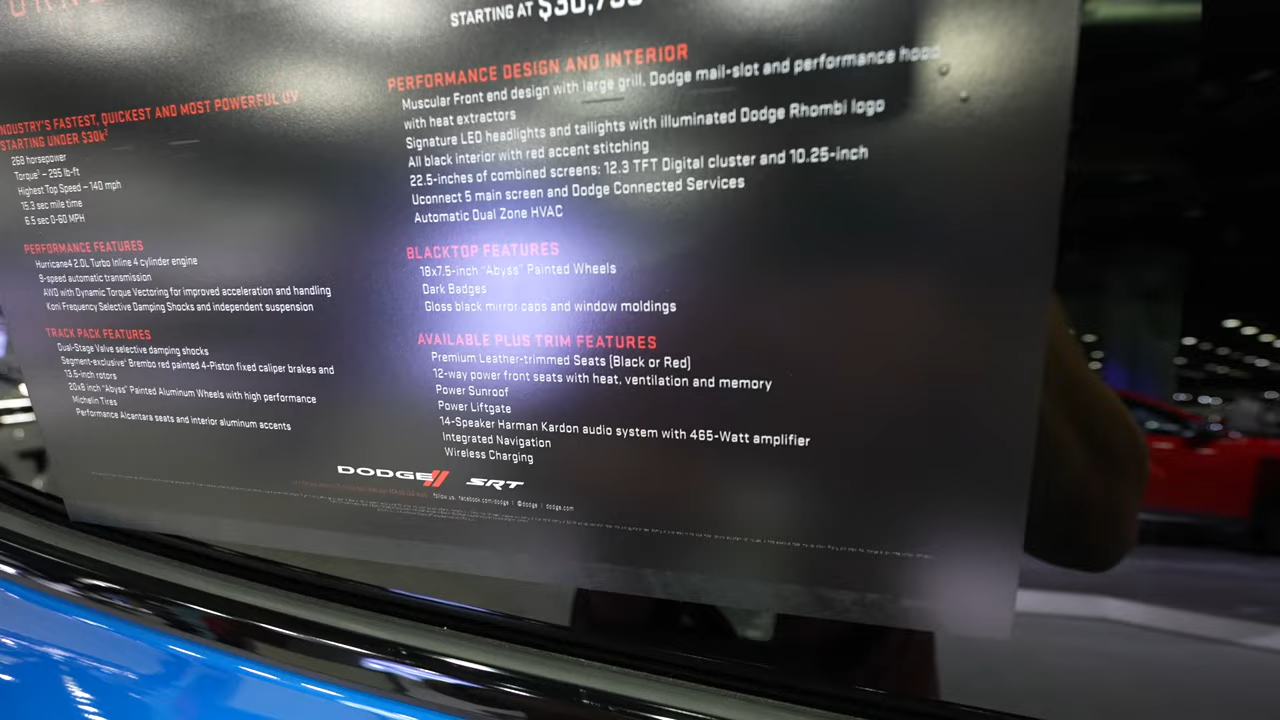 STARTING AT
INDUSTRY'S FASTEST, QUICKEST AND MOST POWERFUL UV
STARTING UNDER $30k²
268 horsepower
Torque¹ – 295 lb-ft
Highest Top Speed – 140 mph
15.3 sec mile time
6.5 sec 0-60 MPH
PERFORMANCE FEATURES
Hurricane4 2.0L Turbo Inline 4 cylinder engine
9-speed automatic transmission
AWD with Dynamic Torque Vectoring for improved acceleration and handling
Koni Frequency Selective Damping Shocks and independent suspension
TRACK PACK FEATURES
Dual-Stage Valve selective damping shocks
Segment-exclusive Brembo red painted 4-Piston fixed caliper brakes and
13.5-inch rotors
20x8 inch "Abyss" Painted Aluminum Wheels with high performance
Michelin Tires
Performance Alcantara seats and interior aluminum accents
PERFORMANCE DESIGN AND INTERIOR
Muscular Front end design with large grill, Dodge mail-slot and performance hood
with heat extractors
Signature LED headlights and taillights with illuminated Dodge Rhombi logo
All black interior with red accent stitching
22.5-inches of combined screens: 12.3 TFT Digital cluster and 10.25-inch
Uconnect 5 main screen and Dodge Connected Services
Automatic Dual Zone HVAC
BLACKTOP FEATURES
18x7.5-inch "Abyss" Painted Wheels
Dark Badges
Gloss black mirror caps and window moldings
AVAILABLE PLUS TRIM FEATURES
Premium Leather-trimmed Seats (Black or Red)
12-way power front seats with heat, ventilation and memory
Power Sunroof
Power Liftgate
14-Speaker Harman Kardon audio system with 465-Watt amplifier
Integrated Navigation
Wireless Charging
DODGE SRT
follow us: facebook.com/dodge | @dodge | dodge.com